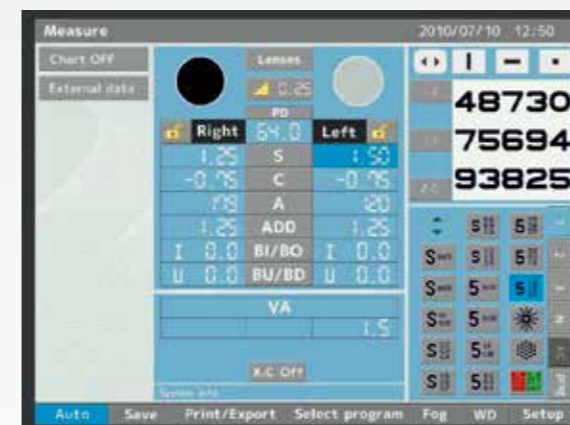 Measure 2010/07/10 12:50
Chart OFF
External data
Lenses
0.25
PD
Right 64.0 Left
1.25 S 1.50
-0.75 C -0.75
A 120
1.25 ADD 1.25
I 0.0 BI/BO I 0.0
U 0.0 BU/BD U 0.0
VA
1.5
X.C Off
System info
48730
75694
93825
Auto Save Print/Export Select program Fog WD Setup